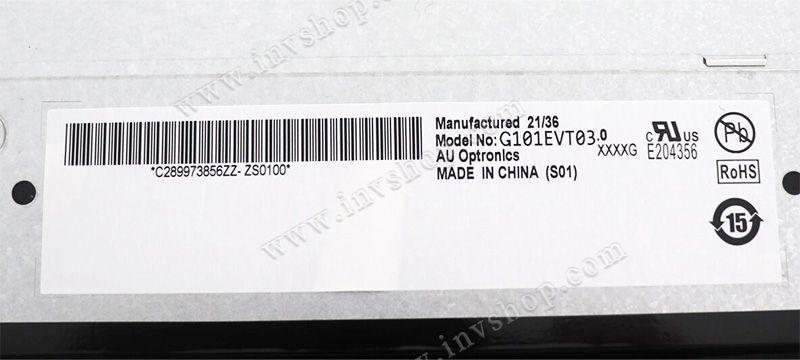 www.invshop.com
*C289973856ZZ- ZS0100*
Manufactured 21/36
Model No: G101EVT03.0
XXXXG
AU Optronics
MADE IN CHINA (S01)
c RU US
E204356
Pb
RoHS
15
www.invshop.com
www.invshop.com